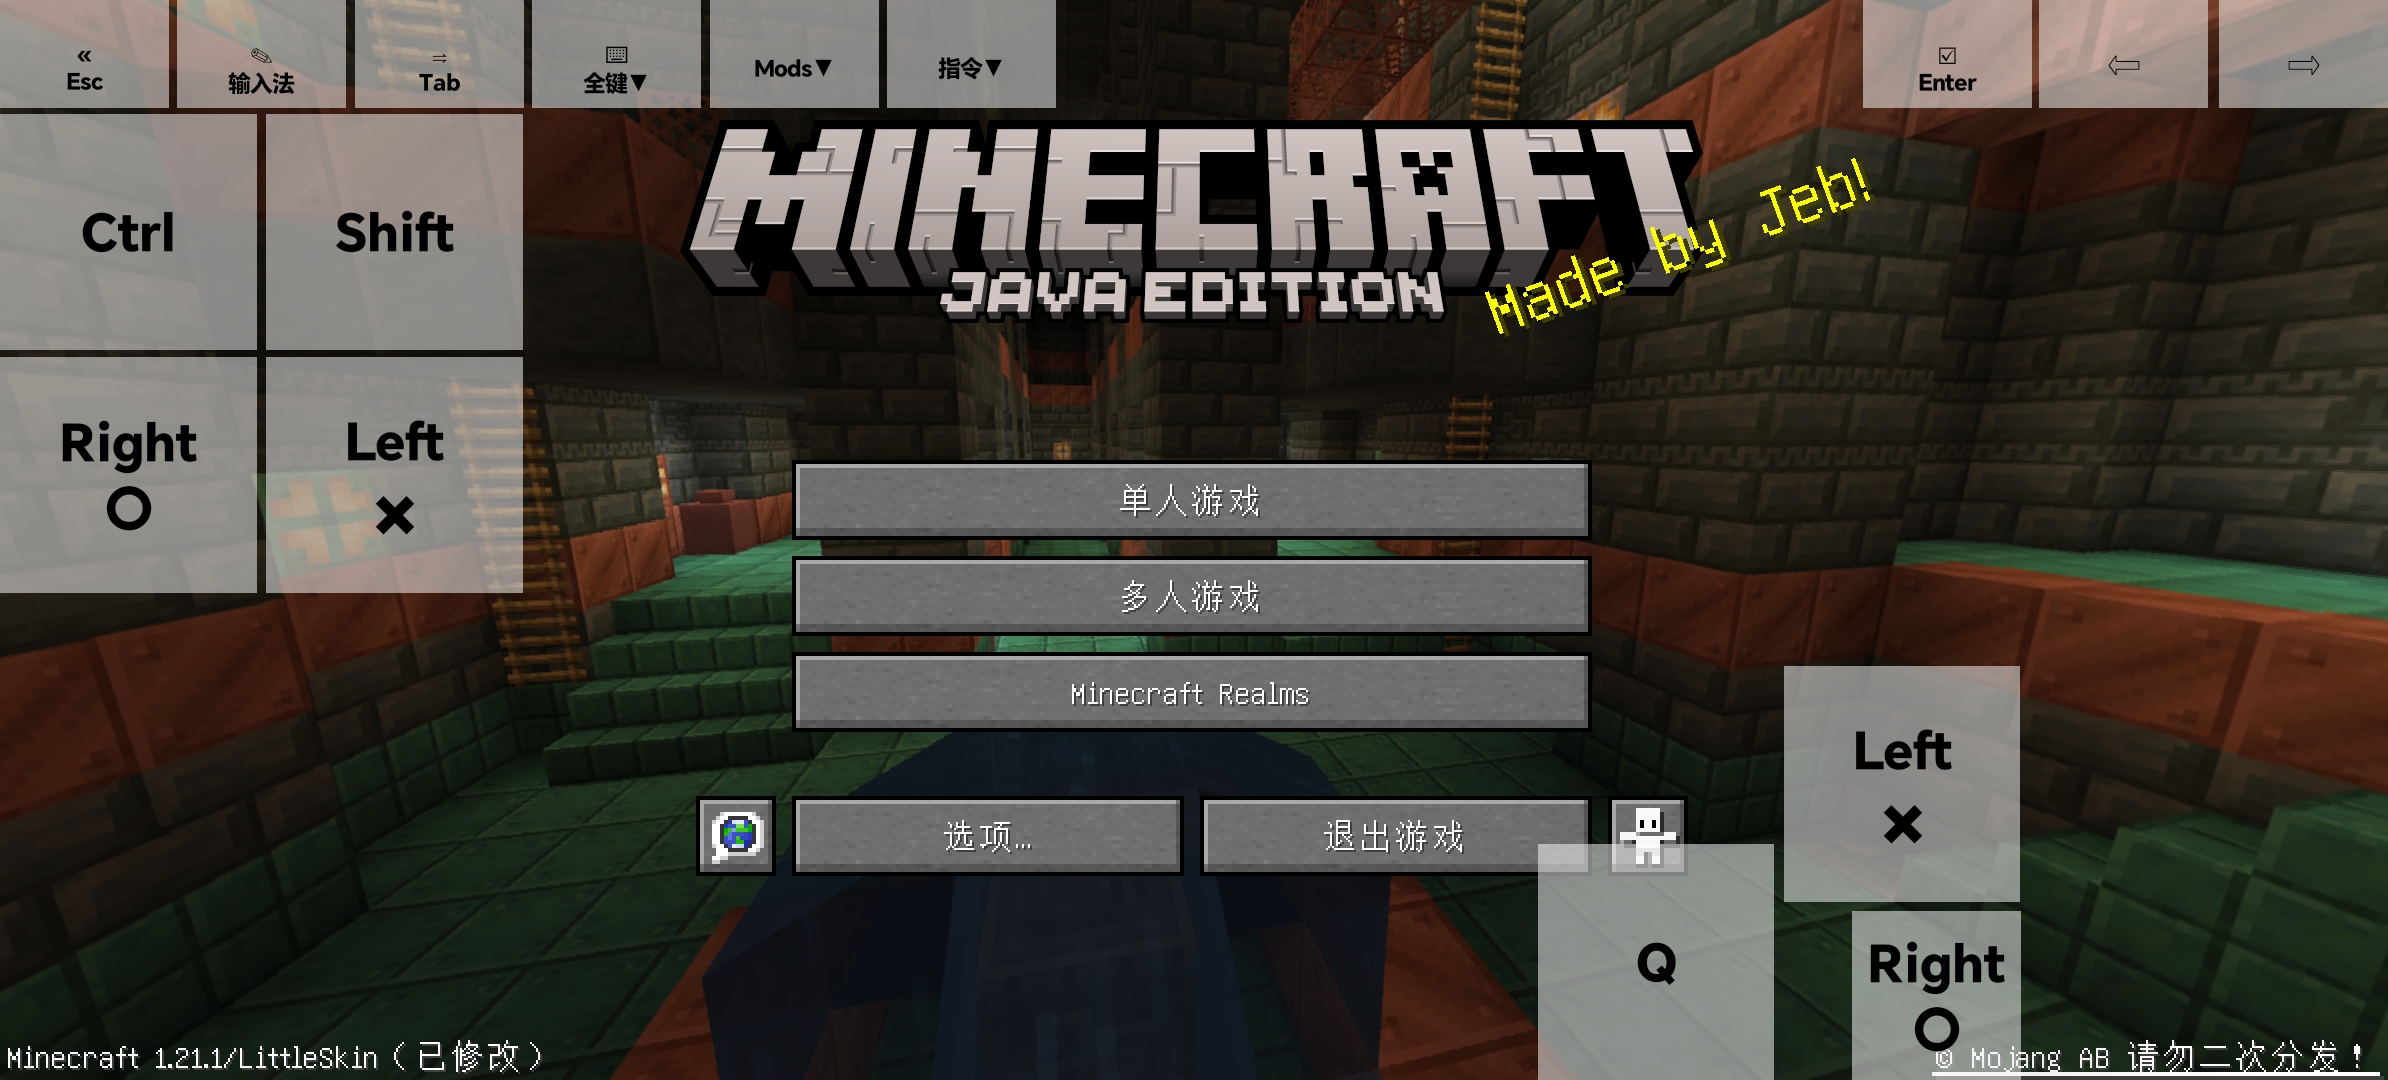 « Esc
输入法
Tab
全键▼
Mods▼
指令▼
Enter
Ctrl
Shift
Right
Left
MINECRAFT
JAVA EDITION
Made by Jeb!
单人游戏
多人游戏
Minecraft Realms
选项...
退出游戏
Left
Q
Right
Minecraft 1.21.1/LittleSkin（已修改）
© Mojang AB 请勿二次分发！